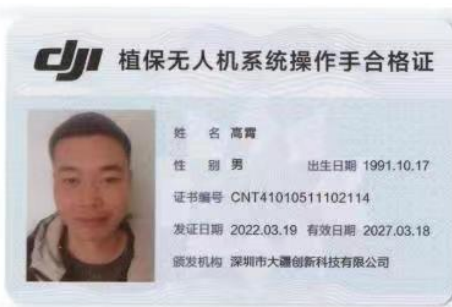 dji 植保无人机系统操作手合格证
姓 名 高霄
性 别 男 出生日期 1991.10.17
证书编号 CNT41010511102114
发证日期 2022.03.19 有效日期 2027.03.18
颁发机构 深圳市大疆创新科技有限公司